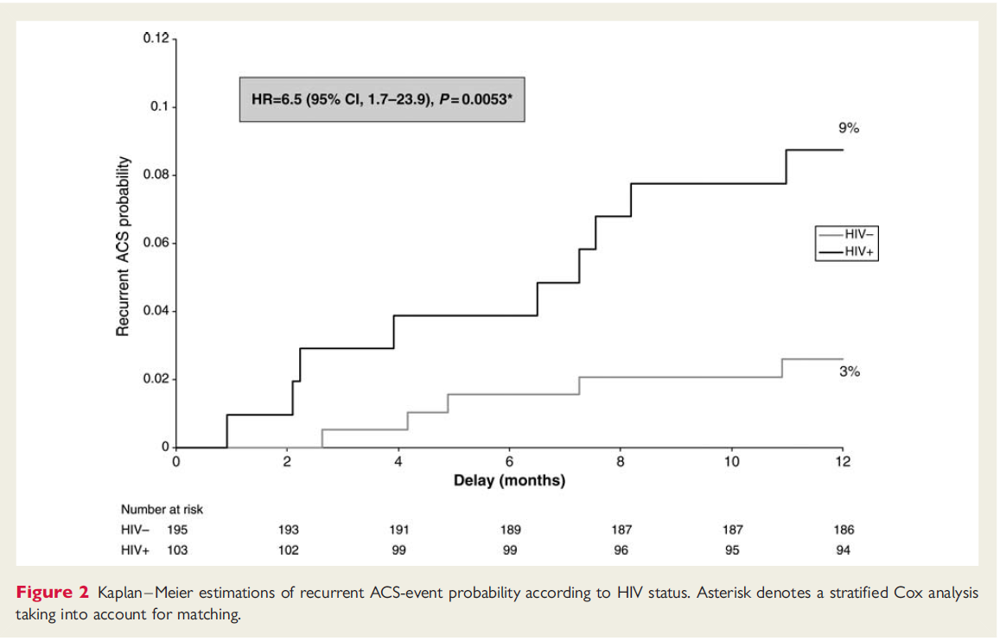 0.12
HR=6.5 (95% CI, 1.7–23.9), P=0.0053*
0.1
9%
0.08
Recurrent ACS probability
0.06
HIV–
HIV+
0.04
0.02
3%
0
0 2 4 6 8 10 12
Delay (months)
Number at risk
HIV– 195 193 191 189 187 187 186
HIV+ 103 102 99 99 96 95 94
Figure 2 Kaplan–Meier estimations of recurrent ACS-event probability according to HIV status. Asterisk denotes a stratified Cox analysis
taking into account for matching.